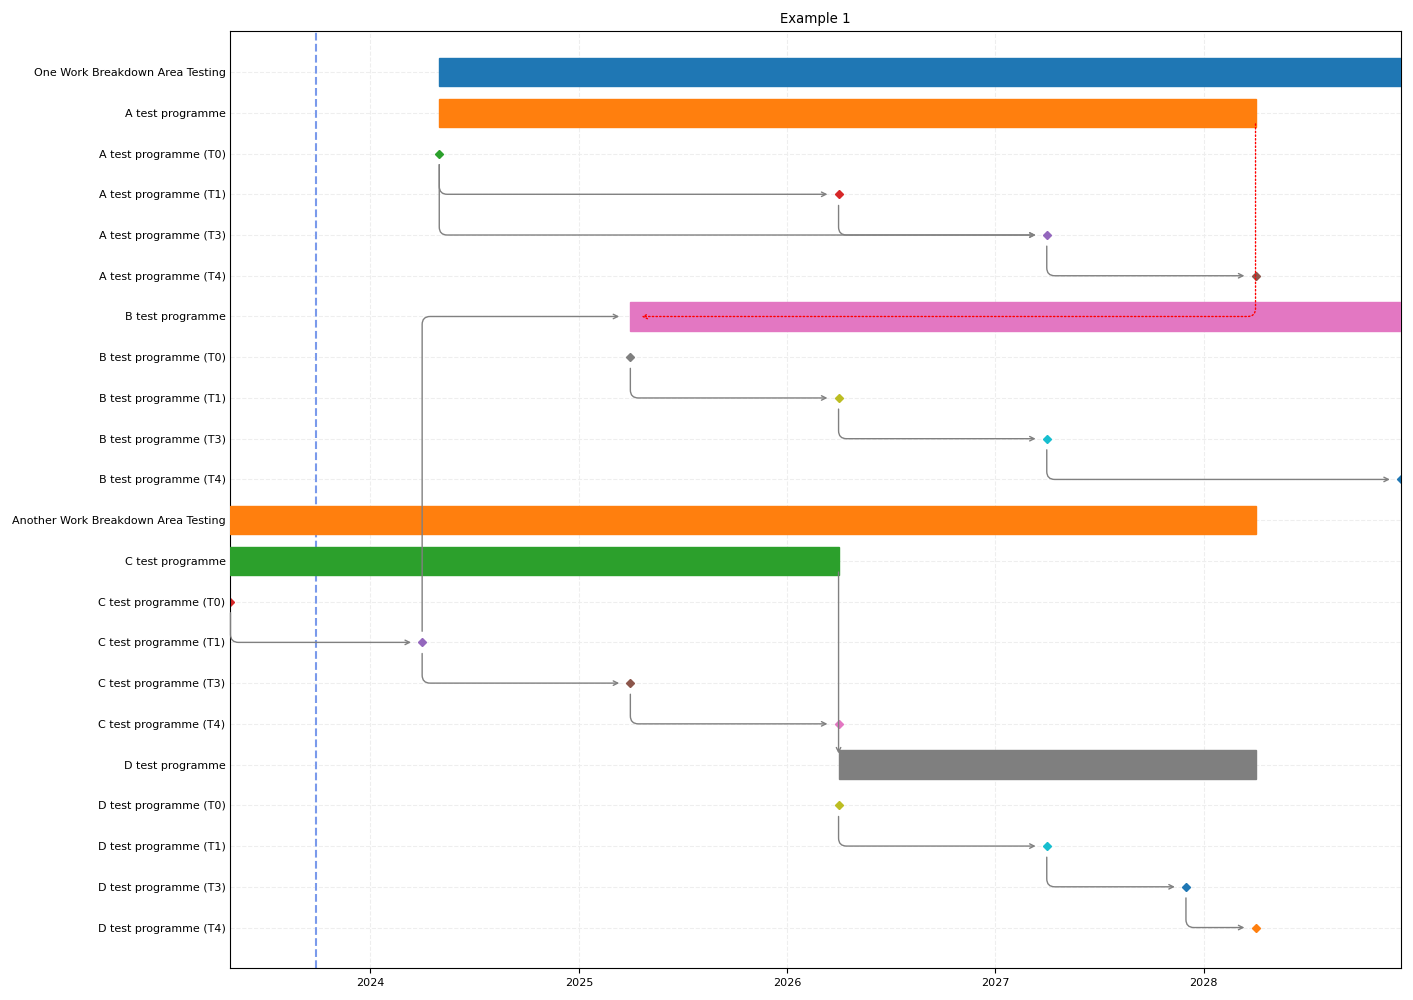 Example 1
One Work Breakdown Area Testing
A test programme
A test programme (T0)
A test programme (T1)
A test programme (T3)
A test programme (T4)
B test programme
B test programme (T0)
B test programme (T1)
B test programme (T3)
B test programme (T4)
Another Work Breakdown Area Testing
C test programme
C test programme (T0)
C test programme (T1)
C test programme (T3)
C test programme (T4)
D test programme
D test programme (T0)
D test programme (T1)
D test programme (T3)
D test programme (T4)
2024 2025 2026 2027 2028